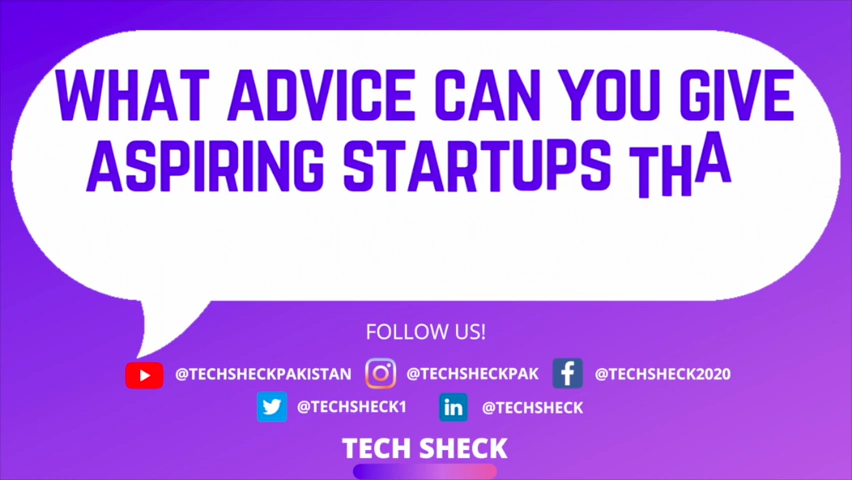 WHAT ADVICE CAN YOU GIVE
ASPIRING STARTUPS THA
FOLLOW US!
@TECHSHECKPAKISTAN @TECHSHECKPAK @TECHSHECK2020
@TECHSHECK1 @TECHSHECK
TECH SHECK